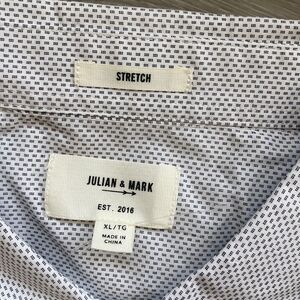 STRETCH
JULIAN & MARK
EST. 2016
XL/TG
MADE IN
CHINA